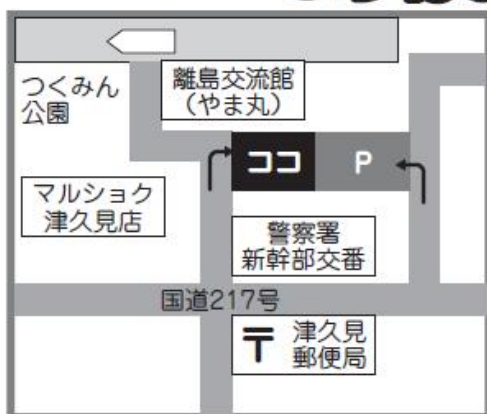 つくみん
公園
離島交流館
（やま丸）
ココ
P
マルショク
津久見店
警察署
新幹部交番
国道217号
〒
津久見
郵便局